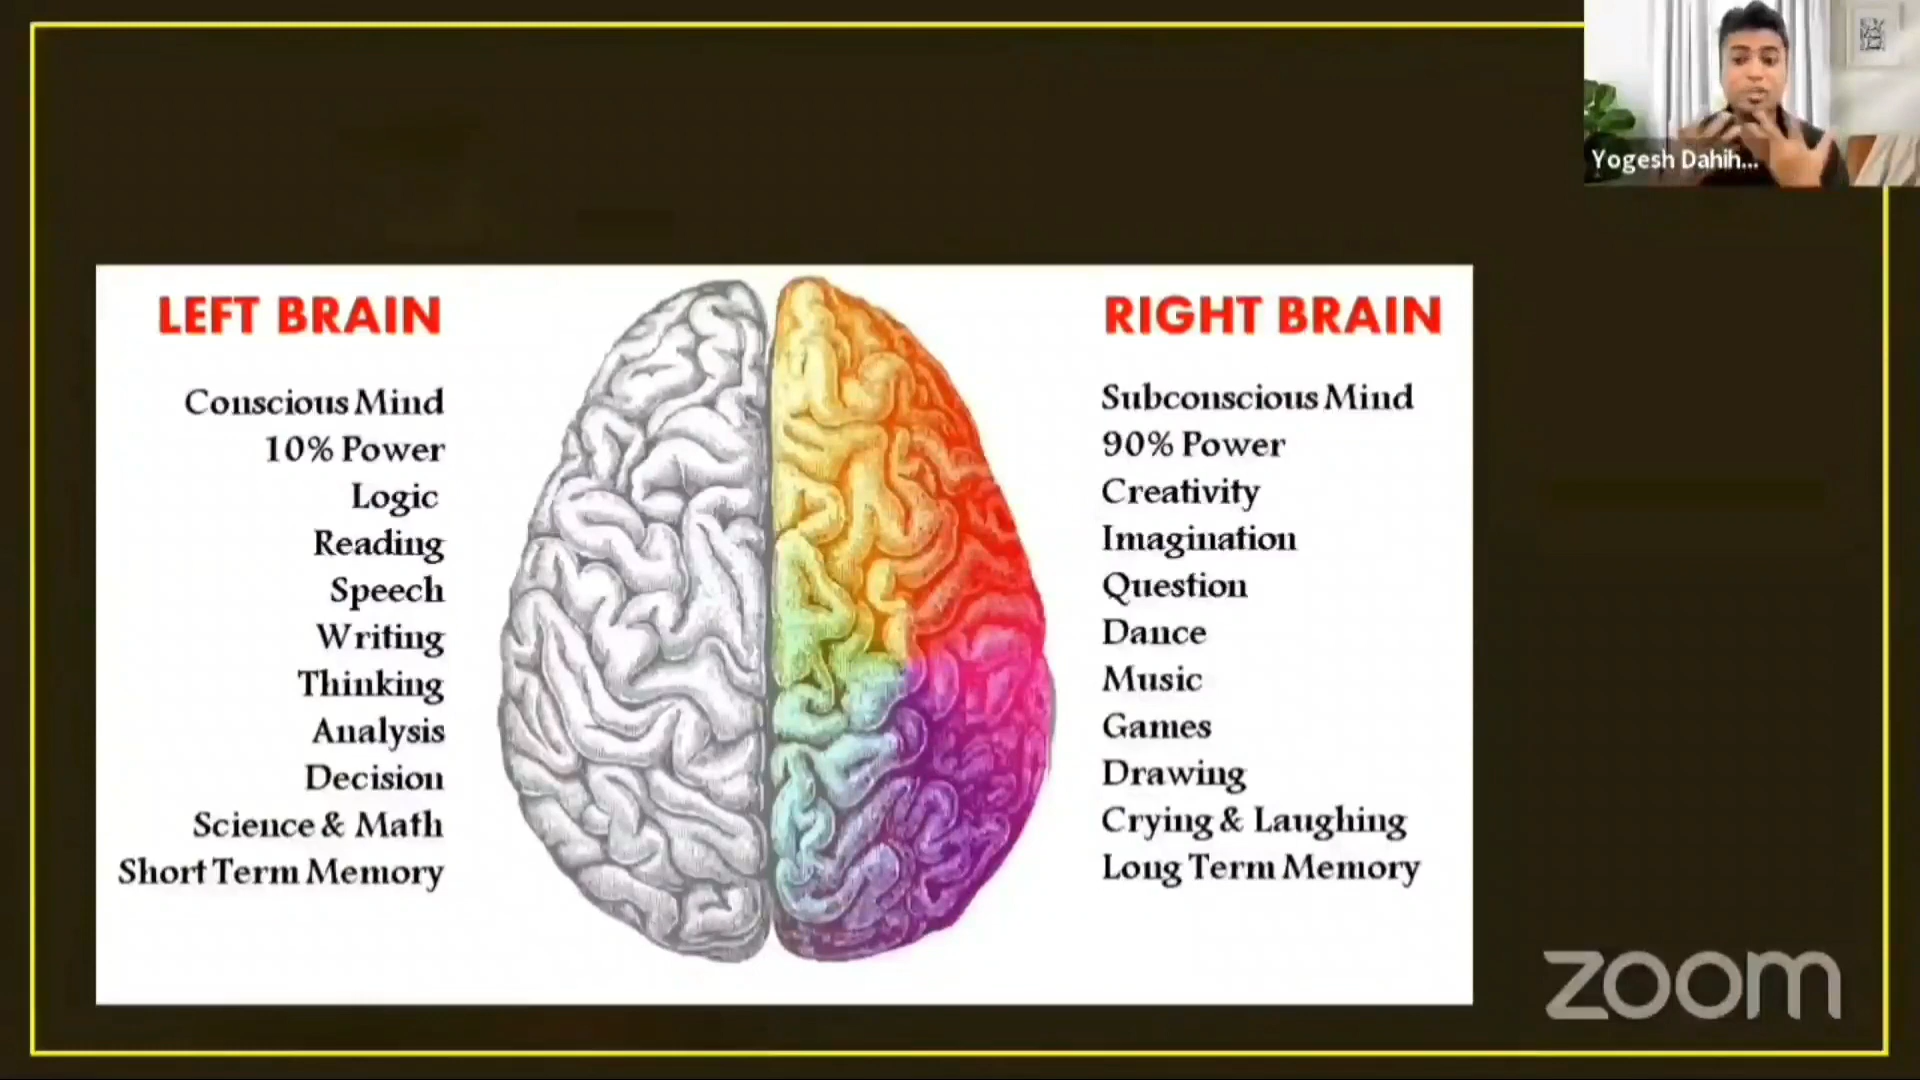 Yogesh Dahih...
LEFT BRAIN
Conscious Mind
10% Power
Logic
Reading
Speech
Writing
Thinking
Analysis
Decision
Science & Math
Short Term Memory
RIGHT BRAIN
Subconscious Mind
90% Power
Creativity
Imagination
Question
Dance
Music
Games
Drawing
Crying & Laughing
Long Term Memory
zoom